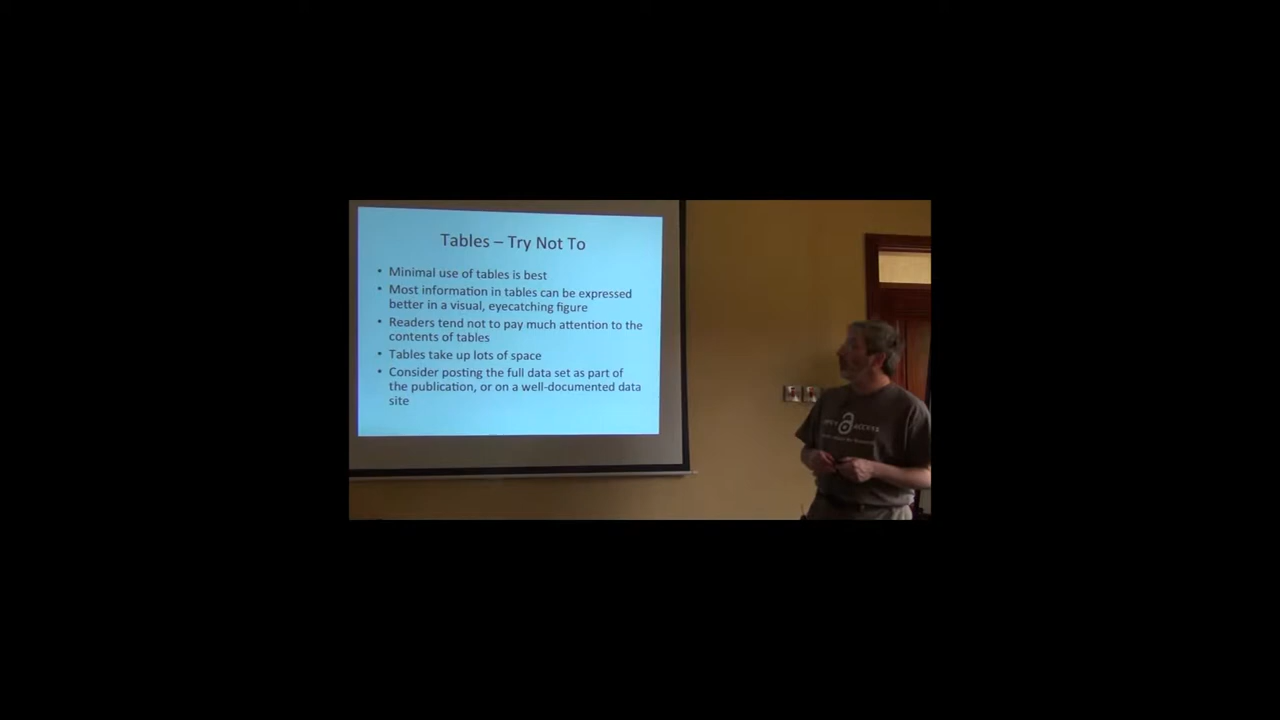 Tables – Try Not To
• Minimal use of tables is best
• Most information in tables can be expressed
better in a visual, eyecatching figure
• Readers tend not to pay much attention to the
contents of tables
• Tables take up lots of space
• Consider posting the full data set as part of
the publication, or on a well-documented data
site
ACCESS